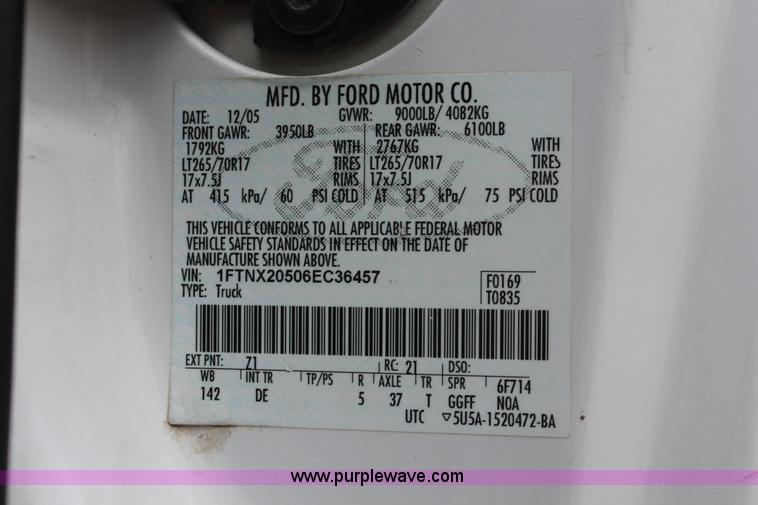 MFD. BY FORD MOTOR CO.
DATE: 12/05 GVWR: 9000LB/ 4082KG
FRONT GAWR: 3950LB REAR GAWR: 6100LB
1792KG WITH 2767KG WITH
LT265/70R17 TIRES LT265/70R17 TIRES
17x7.5J RIMS 17x7.5J RIMS
AT 415 kPa/ 60 PSI COLD AT 515 kPa/ 75 PSI COLD
Ford
THIS VEHICLE CONFORMS TO ALL APPLICABLE FEDERAL MOTOR
VEHICLE SAFETY STANDARDS IN EFFECT ON THE DATE OF
MANUFACTURE SHOWN ABOVE.
VIN: 1FTNX20506EC36457 F0169
TYPE: Truck T0835
EXT PNT: Z1 RC: 21 DSO:
WB INT TR TP/PS R AXLE TR SPR 6F714
142 DE 5 37 T GGFF NOA
UTC ▽5U5A-1520472-BA
www.purplewave.com